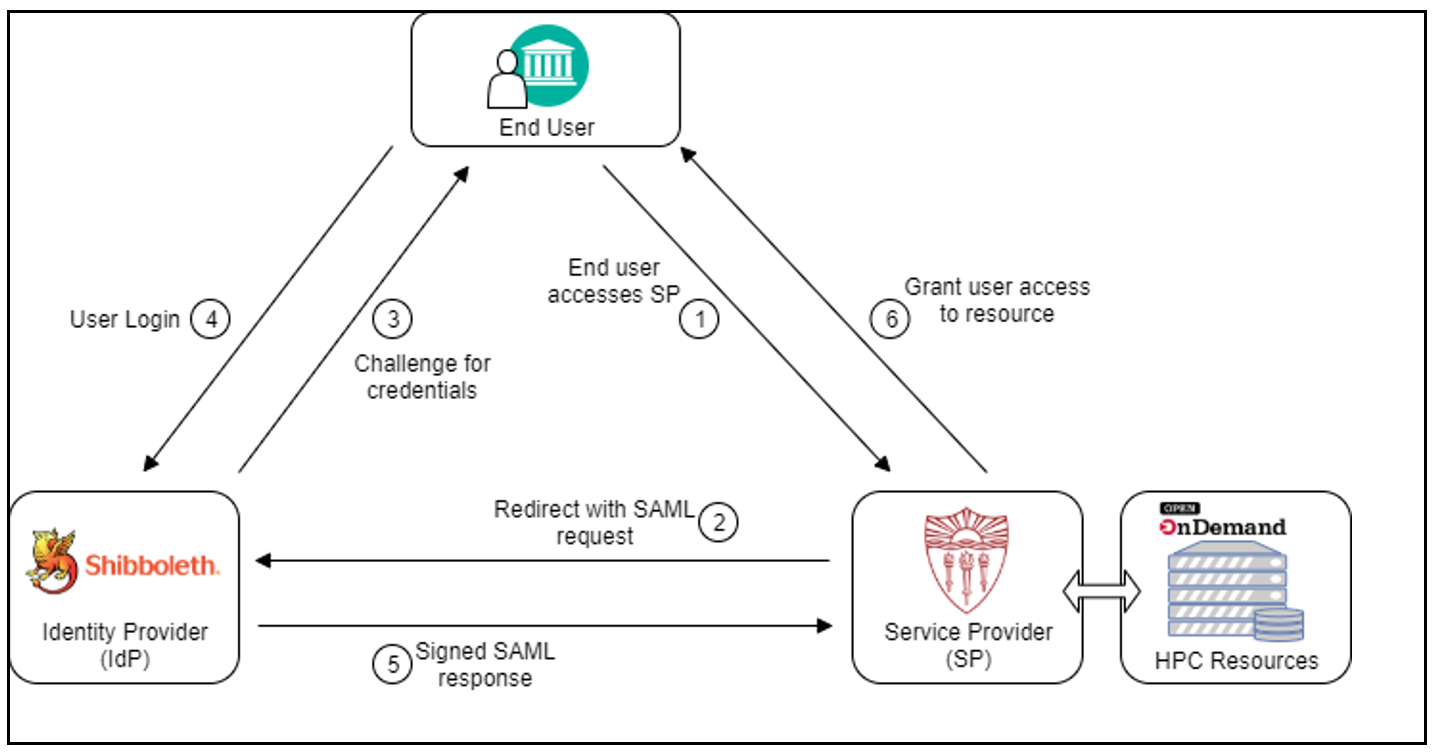 End User
End user
accesses SP
1
6
Grant user access
to resource
User Login
4
3
Challenge for
credentials
Redirect with SAML
request
2
OPEN
OnDemand
Shibboleth.
Identity Provider
(IdP)
Service Provider
(SP)
HPC Resources
5
Signed SAML
response